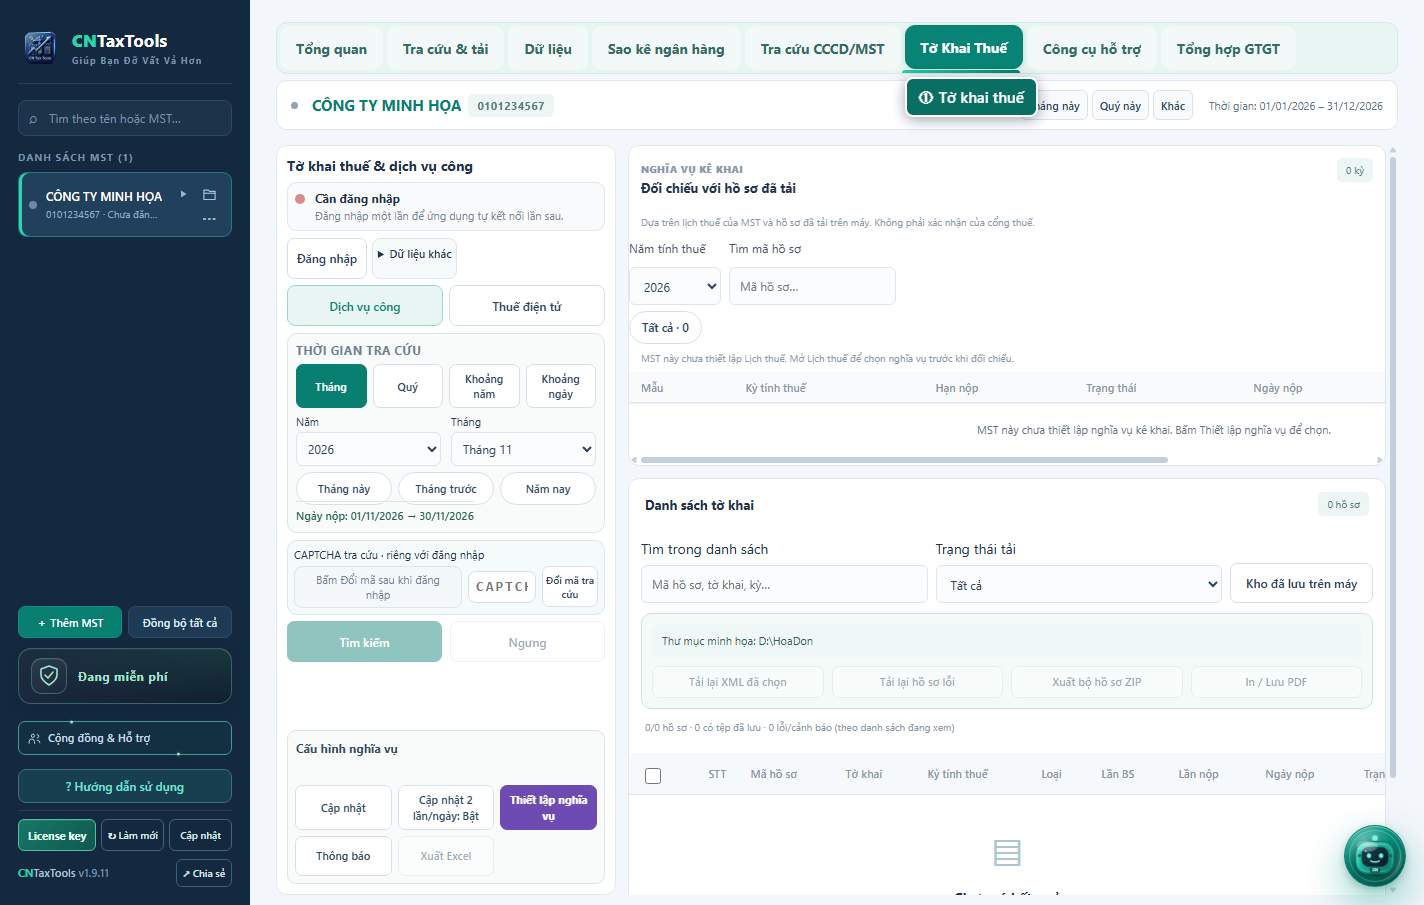 CNTaxTools
Giúp Bạn Đỡ Vất Vả Hơn
Tìm theo tên hoặc MST...
DANH SÁCH MST (1)
CÔNG TY MINH HỌA
0101234567 · Chưa đăn...
+ Thêm MST
Đồng bộ tất cả
Đang miễn phí
Cộng đồng & Hỗ trợ
? Hướng dẫn sử dụng
License key
↻ Làm mới
Cập nhật
CNTaxTools v1.9.11
↗ Chia sẻ
Tổng quan
Tra cứu & tải
Dữ liệu
Sao kê ngân hàng
Tra cứu CCCD/MST
Tờ Khai Thuế
Công cụ hỗ trợ
Tổng hợp GTGT
① Tờ khai thuế
CÔNG TY MINH HỌA
0101234567
háng này
Quý này
Khác
Thời gian: 01/01/2026 – 31/12/2026
Tờ khai thuế & dịch vụ công
Cần đăng nhập
Đăng nhập một lần để ứng dụng tự kết nối lần sau.
Đăng nhập
▶ Dữ liệu khác
Dịch vụ công
Thuế điện tử
THỜI GIAN TRA CỨU
Tháng
Quý
Khoảng năm
Khoảng ngày
Năm
Tháng
2026
Tháng 11
Tháng này
Tháng trước
Năm nay
Ngày nộp: 01/11/2026 → 30/11/2026
CAPTCHA tra cứu · riêng với đăng nhập
Bấm Đổi mã sau khi đăng nhập
CAPTCH
Đổi mã tra cứu
Tìm kiếm
Ngưng
Cấu hình nghĩa vụ
Cập nhật
Cập nhật 2 lần/ngày: Bật
Thiết lập nghĩa vụ
Thông báo
Xuất Excel
NGHĨA VỤ KÊ KHAI
0 kỳ
Đối chiếu với hồ sơ đã tải
Dựa trên lịch thuế của MST và hồ sơ đã tải trên máy. Không phải xác nhận của cổng thuế.
Năm tính thuế
Tìm mã hồ sơ
2026
Mã hồ sơ...
Tất cả · 0
MST này chưa thiết lập Lịch thuế. Mở Lịch thuế để chọn nghĩa vụ trước khi đối chiếu.
Mẫu
Kỳ tính thuế
Hạn nộp
Trạng thái
Ngày nộp
MST này chưa thiết lập nghĩa vụ kê khai. Bấm Thiết lập nghĩa vụ để chọn.
Danh sách tờ khai
0 hồ sơ
Tìm trong danh sách
Trạng thái tải
Mã hồ sơ, tờ khai, kỳ...
Tất cả
Kho đã lưu trên máy
Thư mục minh họa: D:\HoaDon
Tải lại XML đã chọn
Tải lại hồ sơ lỗi
Xuất bộ hồ sơ ZIP
In / Lưu PDF
0/0 hồ sơ · 0 có tệp đã lưu · 0 lỗi/cảnh báo (theo danh sách đang xem)
STT
Mã hồ sơ
Tờ khai
Kỳ tính thuế
Loại
Lần BS
Lần nộp
Ngày nộp
Trạn